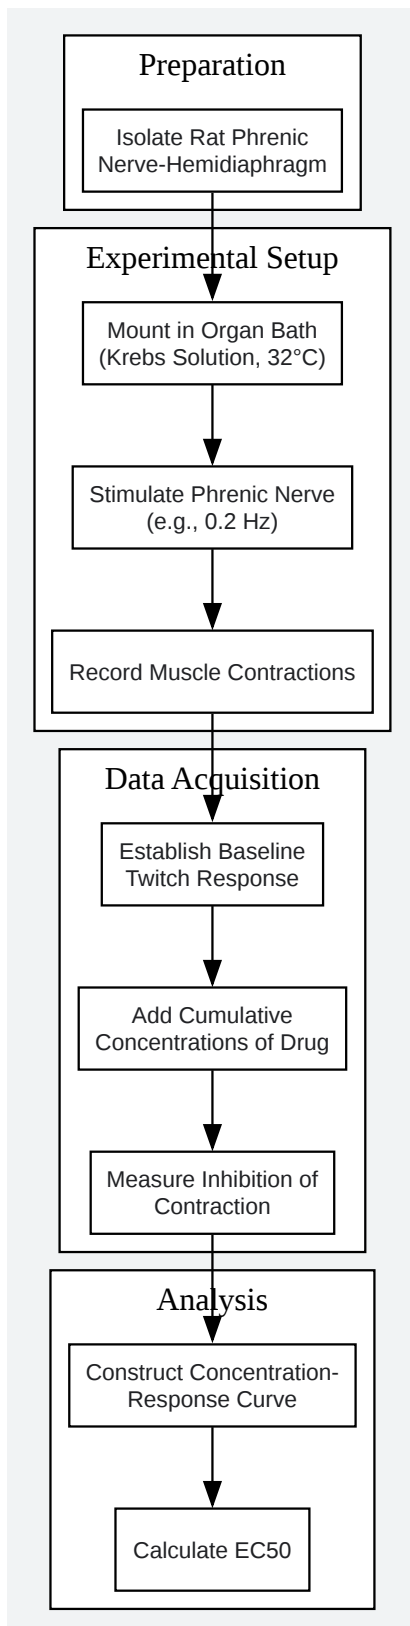 Preparation
Isolate Rat Phrenic
Nerve-Hemidiaphragm
Experimental Setup
Mount in Organ Bath
(Krebs Solution, 32°C)
Stimulate Phrenic Nerve
(e.g., 0.2 Hz)
Record Muscle Contractions
Data Acquisition
Establish Baseline
Twitch Response
Add Cumulative
Concentrations of Drug
Measure Inhibition of
Contraction
Analysis
Construct Concentration-
Response Curve
Calculate EC50